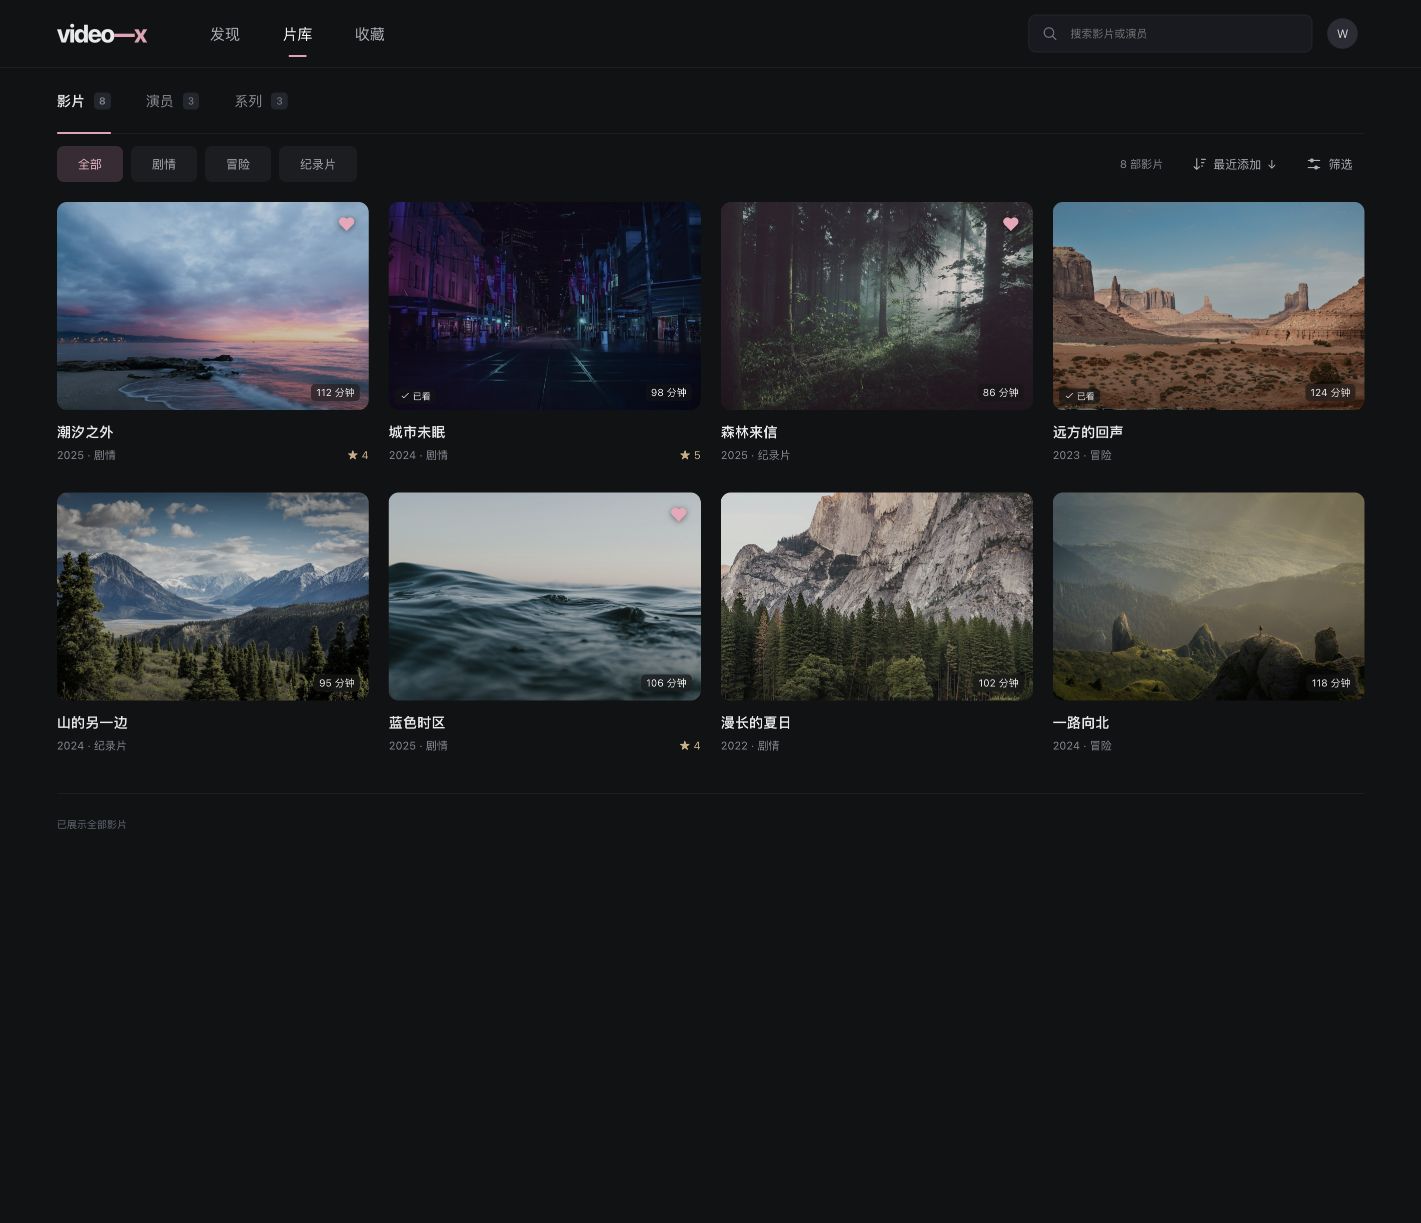 video—x 发现 片库 收藏 搜索影片或演员 W
影片 8 演员 3 系列 3
全部 剧情 冒险 纪录片 8 部影片 最近添加 ↓ 筛选
112 分钟
✓ 已看 98 分钟
86 分钟
✓ 已看 124 分钟
潮汐之外 城市未眠 森林来信 远方的回声
2025 · 剧情 ★ 4 2024 · 剧情 ★ 5 2025 · 纪录片 2023 · 冒险
95 分钟 106 分钟 102 分钟 118 分钟
山的另一边 蓝色时区 漫长的夏日 一路向北
2024 · 纪录片 2025 · 剧情 ★ 4 2022 · 剧情 2024 · 冒险
已展示全部影片